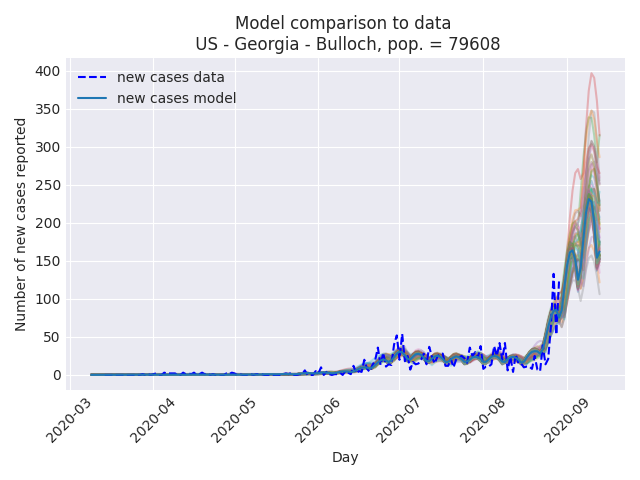 Model comparison to data
US - Georgia - Bulloch, pop. = 79608
400
350
300
250
200
150
100
50
0
Number of new cases reported
new cases data
new cases model
2020-03
2020-04
2020-05
2020-06
2020-07
2020-08
2020-09
Day